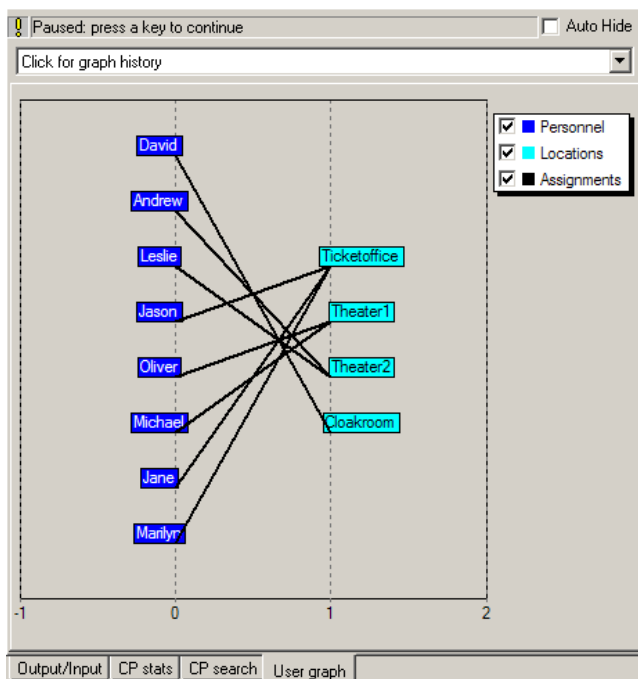 Paused: press a key to continue
Auto Hide
Click for graph history
Personnel
Locations
Assignments
David
Andrew
Leslie
Ticketoffice
Jason
Theater1
Oliver
Theater2
Michael
Cloakroom
Jane
Marilyn
-1 0 1 2
Output/Input CP stats CP search User graph